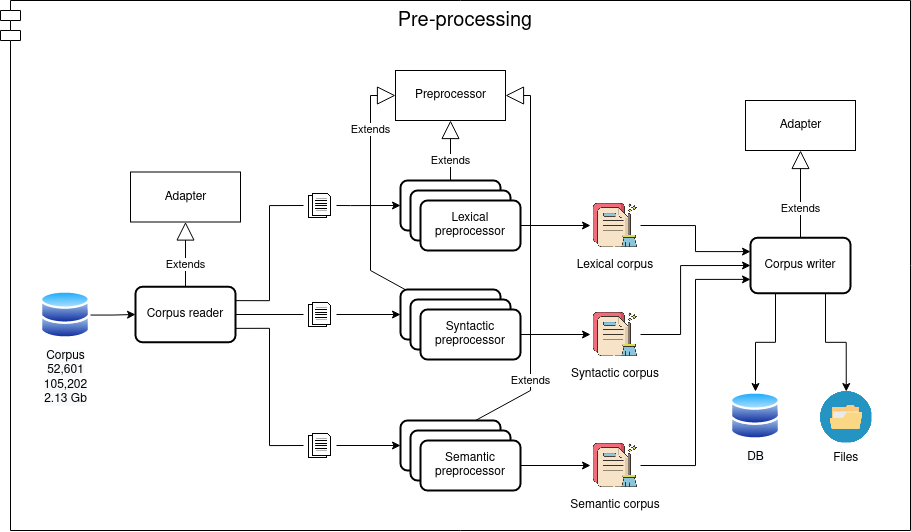 Pre-processing
Preprocessor
Adapter
Extends
Extends
Adapter
Extends
Extends
Lexical
preprocessor
Lexical corpus
Corpus writer
Extends
Corpus reader
Corpus
52,601
105,202
2.13 Gb
Syntactic
preprocessor
Syntactic corpus
Extends
Semantic
preprocessor
Semantic corpus
DB
Files